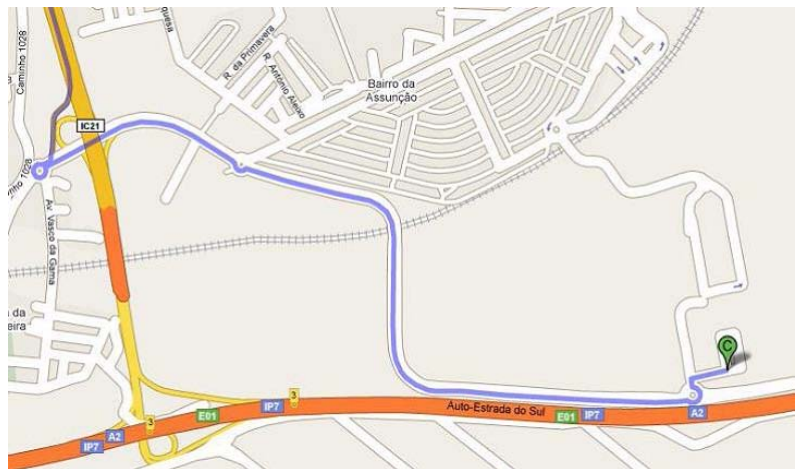 Caminho 1028
R. da Primavera
R. António Aleixo
Bairro da
Assunção
IC21
Av. Vasco da Gama
C
3
E01
IP7
3
Auto-Estrada do Sul
E01
IP7
A2
A2
IP7